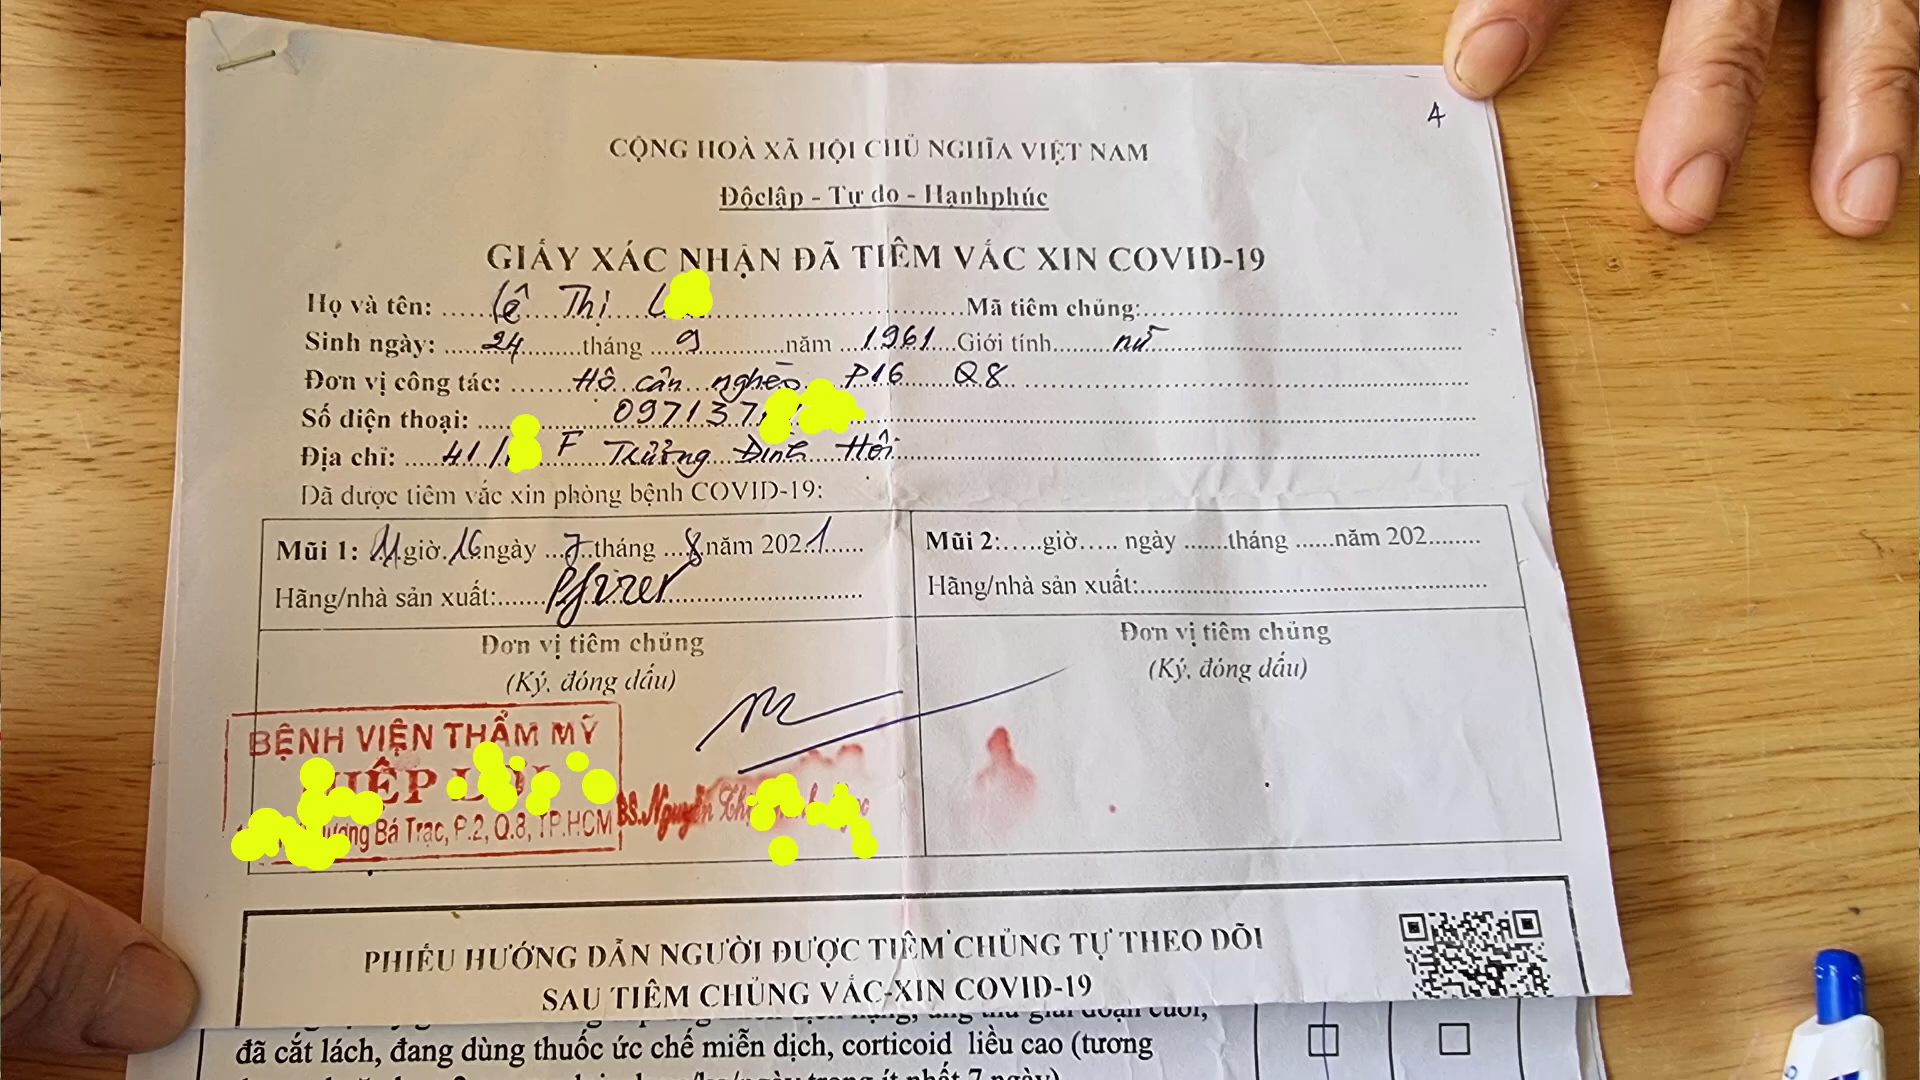 A
CỘNG HOÀ XÃ HỘI CHỦ NGHĨA VIỆT NAM
Độclập - Tự do - Hạnhphúc
GIẤY XÁC NHẬN ĐÃ TIÊM VẮC XIN COVID-19
Họ và tên: Lê Thị L Mã tiêm chủng:
Sinh ngày: 24 tháng 9 năm 1961 Giới tính nữ
Đơn vị công tác: Hộ cận nghèo P16 Q8
Số điện thoại: 097137
Địa chỉ: 41/ F Trương Đình Hội
Đã được tiêm vắc xin phòng bệnh COVID-19:
Mũi 1: 11 giờ 16 ngày 7 tháng 8 năm 2021
Hãng/nhà sản xuất: Pfizer
Đơn vị tiêm chủng
(Ký, đóng dấu)
BỆNH VIỆN THẨM MỸ
Bá Trạc, P.2, Q.8, TP.HCM
BS. Nguyễn
Mũi 2: giờ ngày tháng năm 202
Hãng/nhà sản xuất:
Đơn vị tiêm chủng
(Ký, đóng dấu)
PHIẾU HƯỚNG DẪN NGƯỜI ĐƯỢC TIÊM CHỦNG TỰ THEO DÕI
SAU TIÊM CHỦNG VẮC-XIN COVID-19
đã cắt lách, đang dùng thuốc ức chế miễn dịch, corticoid liều cao (tương